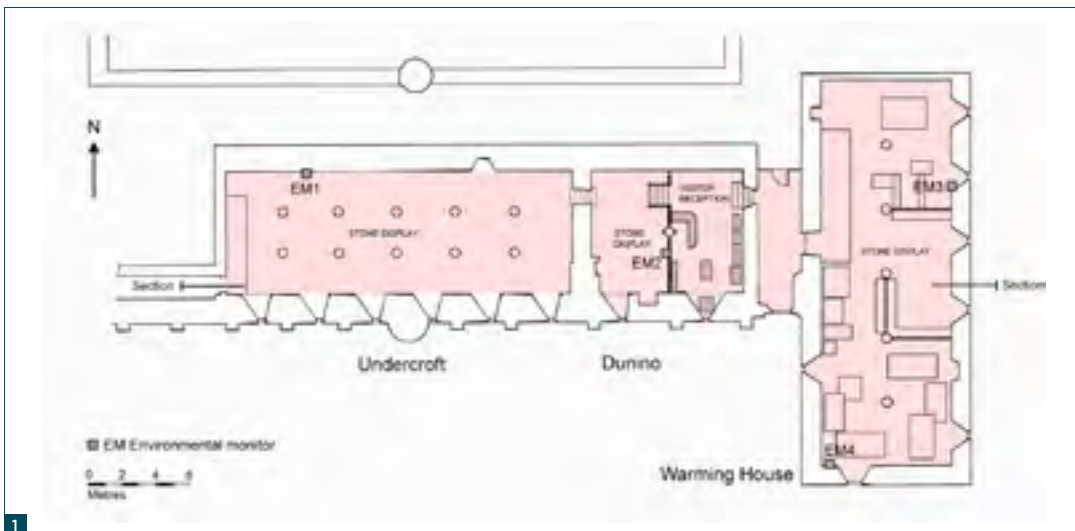 N
EM1
STONE DISPLAY
STONE
DISPLAY
EM2
VISITOR
RECEPTION
EM3
STONE DISPLAY
Section
Section
Undercroft
Dunino
EM Environmental monitor
0 2 4 6
Metres
EM4
Warming House
1